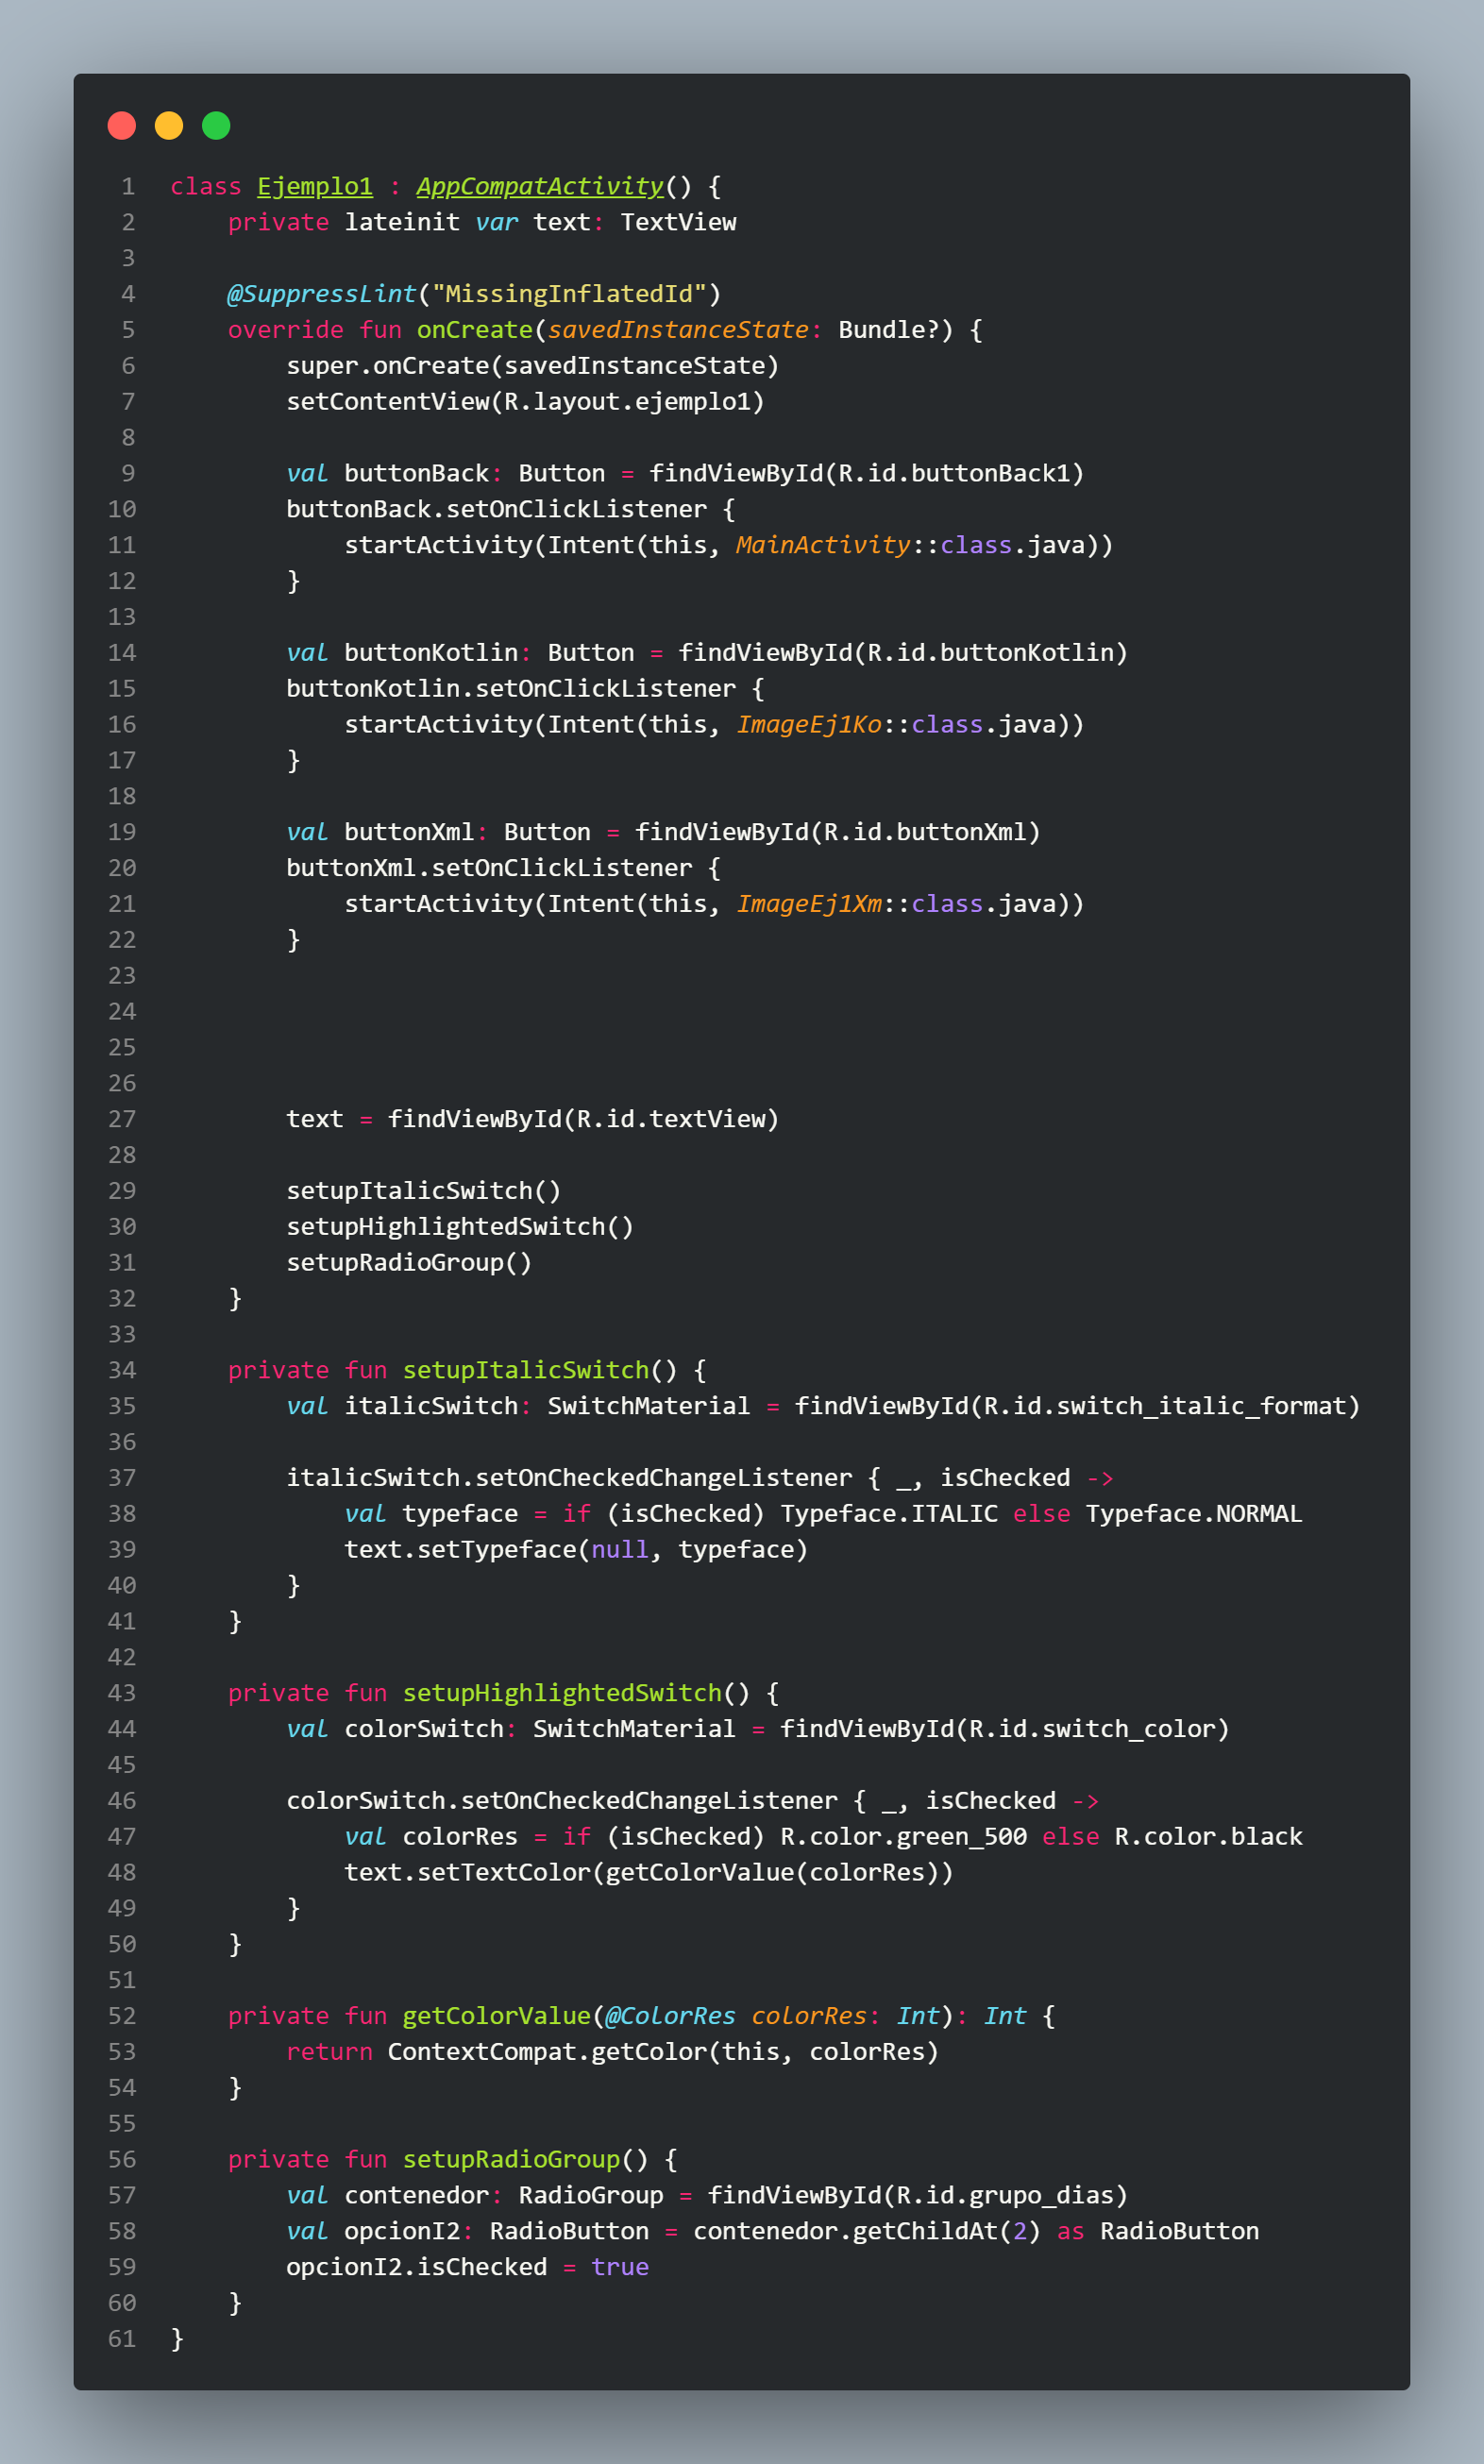 1 class Ejemplo1 : AppCompatActivity() {
2     private lateinit var text: TextView
3
4     @SuppressLint("MissingInflatedId")
5     override fun onCreate(savedInstanceState: Bundle?) {
6         super.onCreate(savedInstanceState)
7         setContentView(R.layout.ejemplo1)
8
9         val buttonBack: Button = findViewById(R.id.buttonBack1)
10         buttonBack.setOnClickListener {
11             startActivity(Intent(this, MainActivity::class.java))
12         }
13
14         val buttonKotlin: Button = findViewById(R.id.buttonKotlin)
15         buttonKotlin.setOnClickListener {
16             startActivity(Intent(this, ImageEj1Ko::class.java))
17         }
18
19         val buttonXml: Button = findViewById(R.id.buttonXml)
20         buttonXml.setOnClickListener {
21             startActivity(Intent(this, ImageEj1Xm::class.java))
22         }
23
24
25
26
27         text = findViewById(R.id.textView)
28
29         setupItalicSwitch()
30         setupHighlightedSwitch()
31         setupRadioGroup()
32     }
33
34     private fun setupItalicSwitch() {
35         val italicSwitch: SwitchMaterial = findViewById(R.id.switch_italic_format)
36
37         italicSwitch.setOnCheckedChangeListener { _, isChecked ->
38             val typeface = if (isChecked) Typeface.ITALIC else Typeface.NORMAL
39             text.setTypeface(null, typeface)
40         }
41     }
42
43     private fun setupHighlightedSwitch() {
44         val colorSwitch: SwitchMaterial = findViewById(R.id.switch_color)
45
46         colorSwitch.setOnCheckedChangeListener { _, isChecked ->
47             val colorRes = if (isChecked) R.color.green_500 else R.color.black
48             text.setTextColor(getColorValue(colorRes))
49         }
50     }
51
52     private fun getColorValue(@ColorRes colorRes: Int): Int {
53         return ContextCompat.getColor(this, colorRes)
54     }
55
56     private fun setupRadioGroup() {
57         val contenedor: RadioGroup = findViewById(R.id.grupo_dias)
58         val opcionI2: RadioButton = contenedor.getChildAt(2) as RadioButton
59         opcionI2.isChecked = true
60     }
61 }